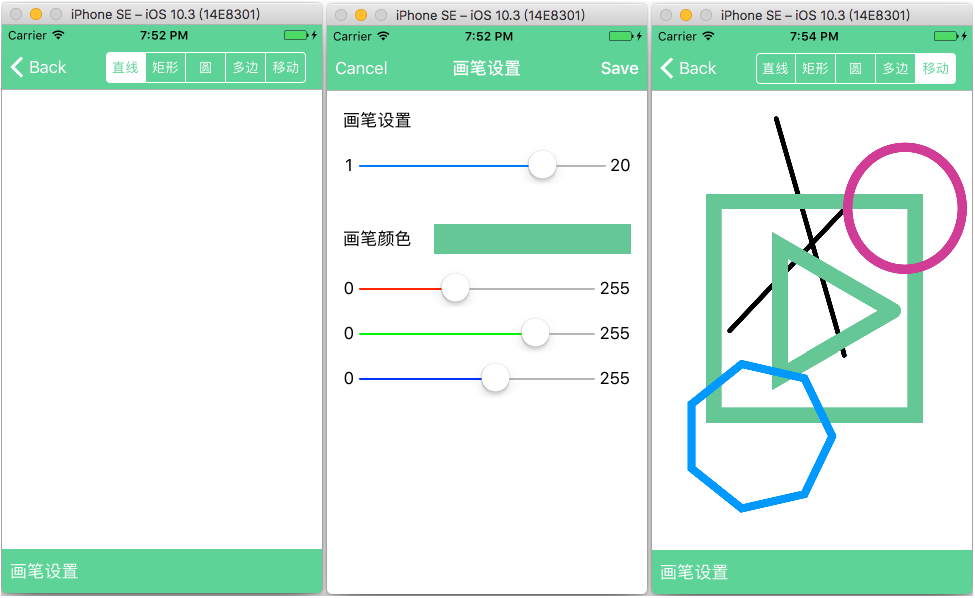 iPhone SE – iOS 10.3 (14E8301)
Carrier 7:52 PM
Back 直线 矩形 圆 多边 移动
画笔设置
iPhone SE – iOS 10.3 (14E8301)
Carrier 7:52 PM
Cancel 画笔设置 Save
画笔设置
1 20
画笔颜色
0 255
0 255
0 255
iPhone SE – iOS 10.3 (14E8301)
Carrier 7:54 PM
Back 直线 矩形 圆 多边 移动
画笔设置